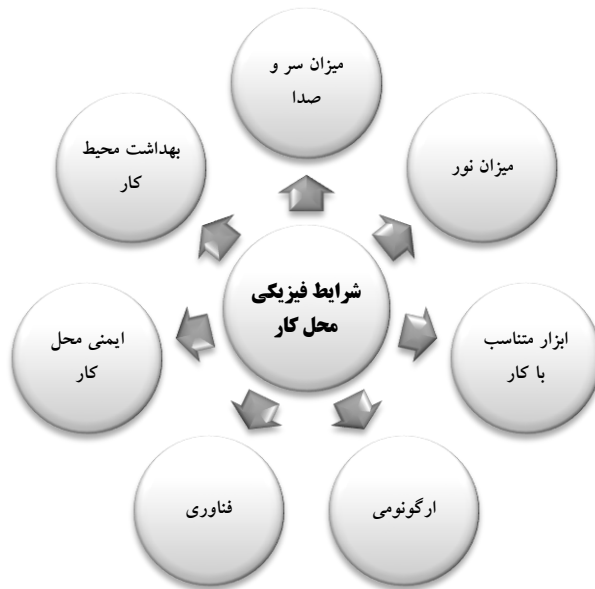 میزان سر و
صدا
میزان نور
ابزار متناسب
با کار
ارگونومی
فناوری
ایمنی محل
کار
بهداشت محیط
کار
شرایط فیزیکی
محل کار